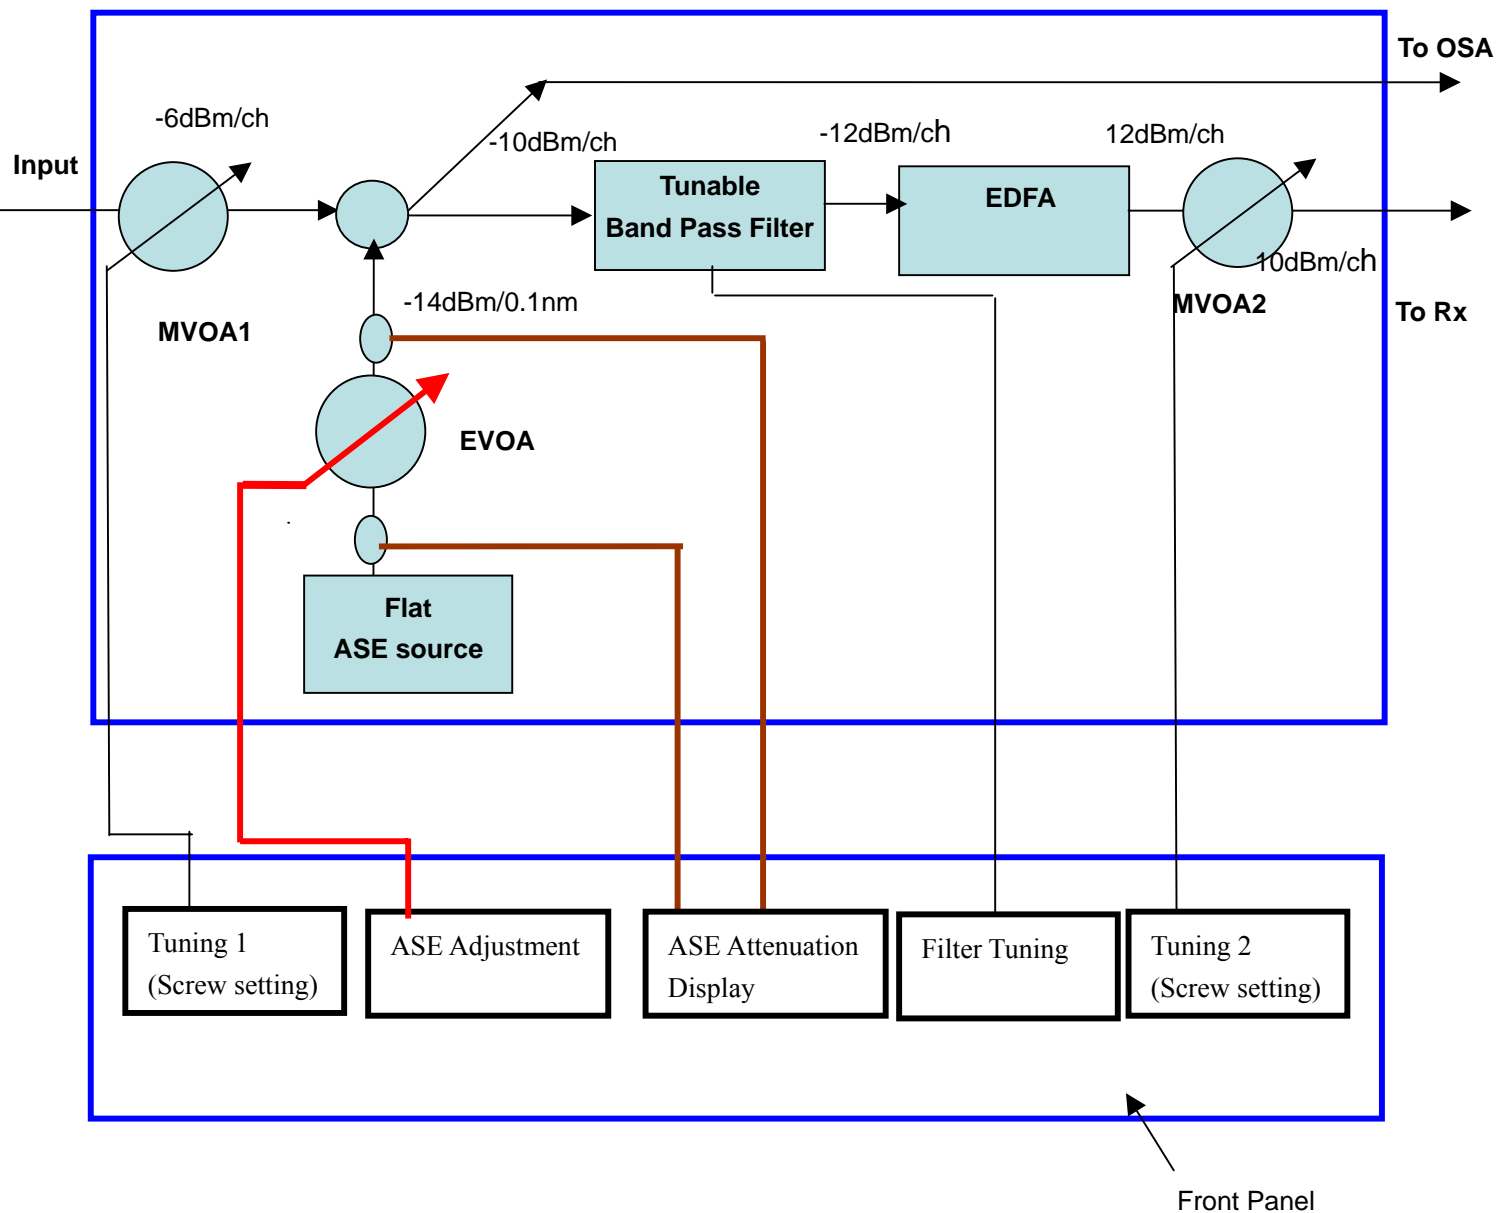 To OSA
-6dBm/ch
-10dBm/ch
-12dBm/ch
12dBm/ch
Input
Tunable
Band Pass Filter
EDFA
10dBm/ch
-14dBm/0.1nm
MVOA1
MVOA2
To Rx
EVOA
Flat
ASE source
Tuning 1
(Screw setting)
ASE Adjustment
ASE Attenuation
Display
Filter Tuning
Tuning 2
(Screw setting)
Front Panel